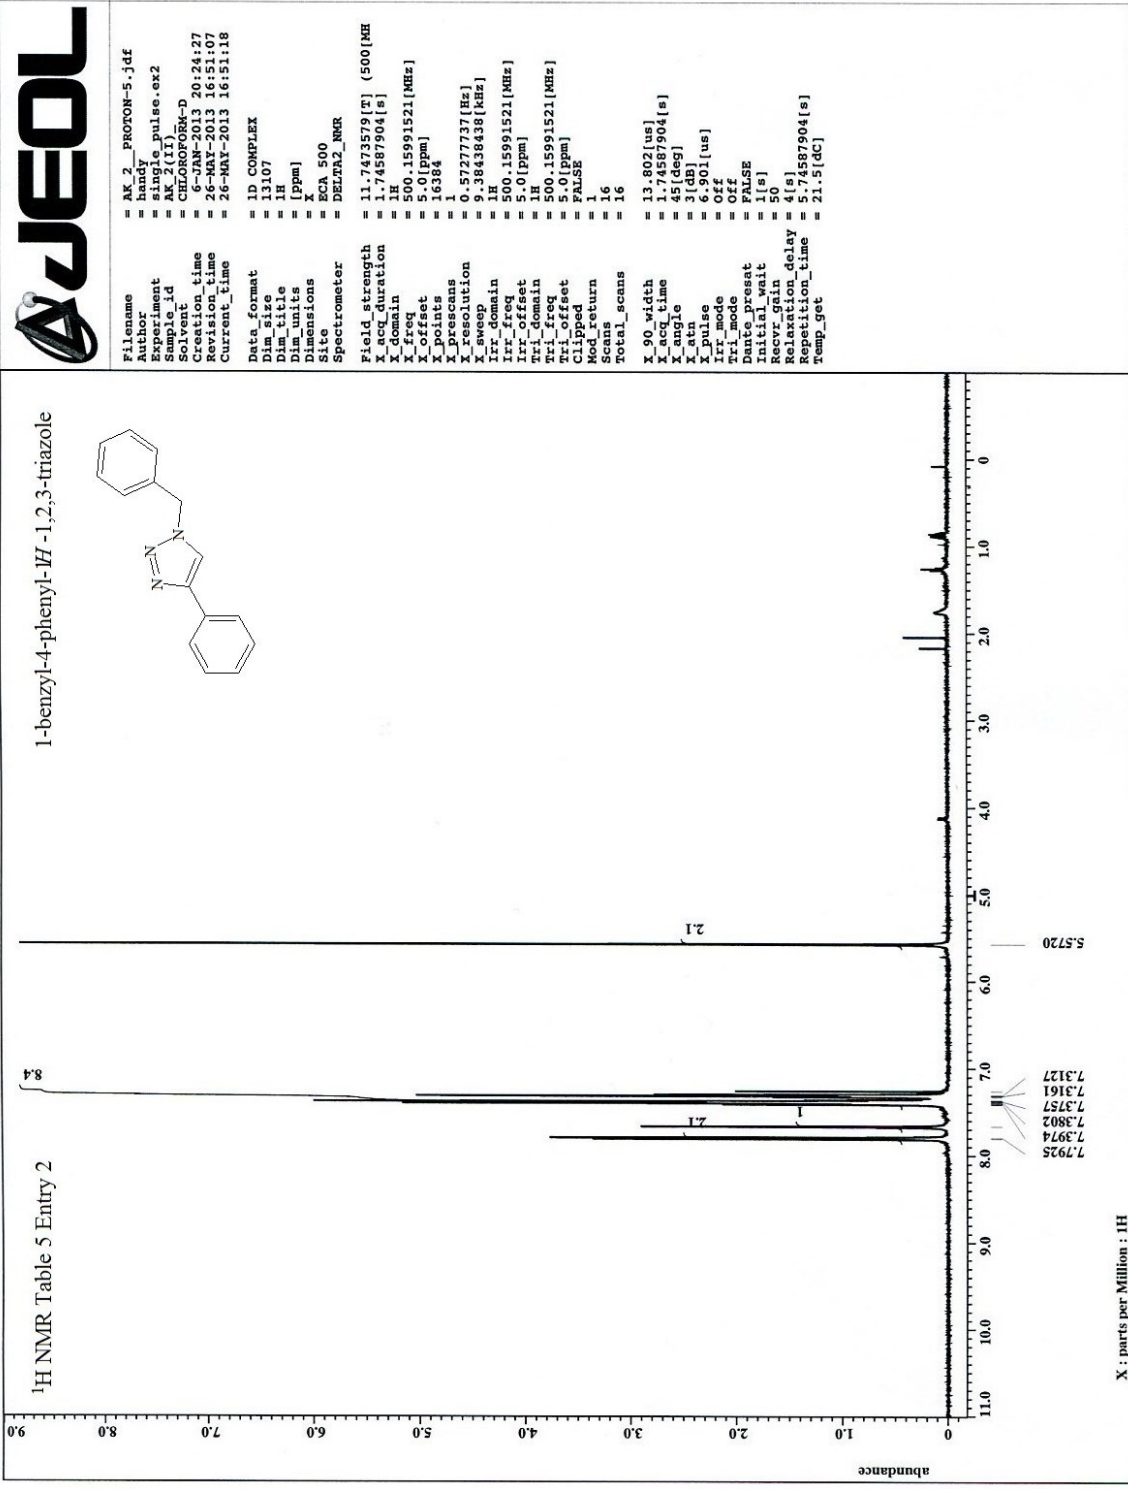 ¹H NMR Table 5 Entry 2
1-benzyl-4-phenyl-1H -1,2,3-triazole
N
N
N
JEOL
Filename = AK_2__PROTON-5.jdf
Author = handy
Experiment = single_pulse.ex2
Sample_id = AK_2(II)
Solvent = CHLOROFORM-D
Creation_time = 6-JAN-2013 20:24:27
Revision_time = 26-MAY-2013 16:51:07
Current_time = 26-MAY-2013 16:51:18
Data_format = 1D COMPLEX
Dim_size = 13107
Dim_title = 1H
Dim_units = [ppm]
Dimensions = X
Site = ECA 500
Spectrometer = DELTA2_NMR
Field_strength = 11.7473579[T] (500[MH
X_acq_duration = 1.74587904[s]
X_domain = 1H
X_freq = 500.15991521[MHz]
X_offset = 5.0[ppm]
X_points = 16384
X_prescans = 1
X_resolution = 0.57277737[Hz]
X_sweep = 9.38438438[kHz]
Irr_domain = 1H
Irr_freq = 500.15991521[MHz]
Irr_offset = 5.0[ppm]
Tri_domain = 1H
Tri_freq = 500.15991521[MHz]
Tri_offset = 5.0[ppm]
Clipped = FALSE
Mod_return = 1
Scans = 16
Total_scans = 16
X_90_width = 13.802[us]
X_acq_time = 1.74587904[s]
X_angle = 45[deg]
X_atn = 3[dB]
X_pulse = 6.901[us]
Irr_mode = Off
Tri_mode = Off
Dante_presat = FALSE
Initial_wait = 1[s]
Recvr_gain = 50
Relaxation_delay = 4[s]
Repetition_time = 5.74587904[s]
Temp_get = 21.5[dC]
abundance
9.0
8.0
7.0
6.0
5.0
4.0
3.0
2.0
1.0
0
8.4
2.1
1
2.1
11.0 10.0 9.0 8.0 7.0 6.0 5.0 4.0 3.0 2.0 1.0 0
7.7925
7.3974
7.3802
7.3757
7.3161
7.3127
5.5720
X : parts per Million : 1H